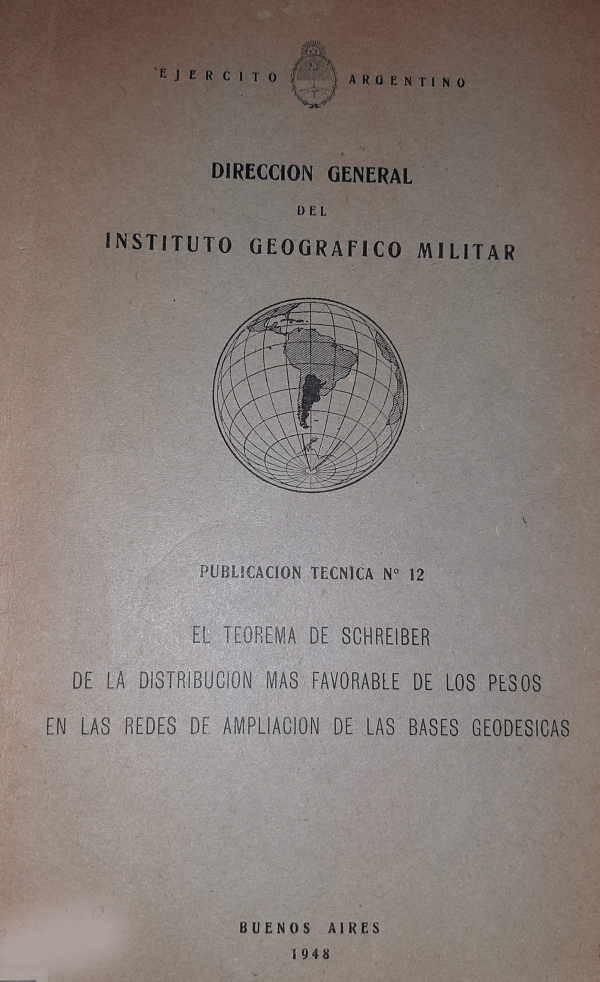 EJERCITO ARGENTINO
DIRECCION GENERAL
DEL
INSTITUTO GEOGRAFICO MILITAR
PUBLICACION TECNICA Nº 12
EL TEOREMA DE SCHREIBER
DE LA DISTRIBUCION MAS FAVORABLE DE LOS PESOS
EN LAS REDES DE AMPLIACION DE LAS BASES GEODESICAS
BUENOS AIRES
1948